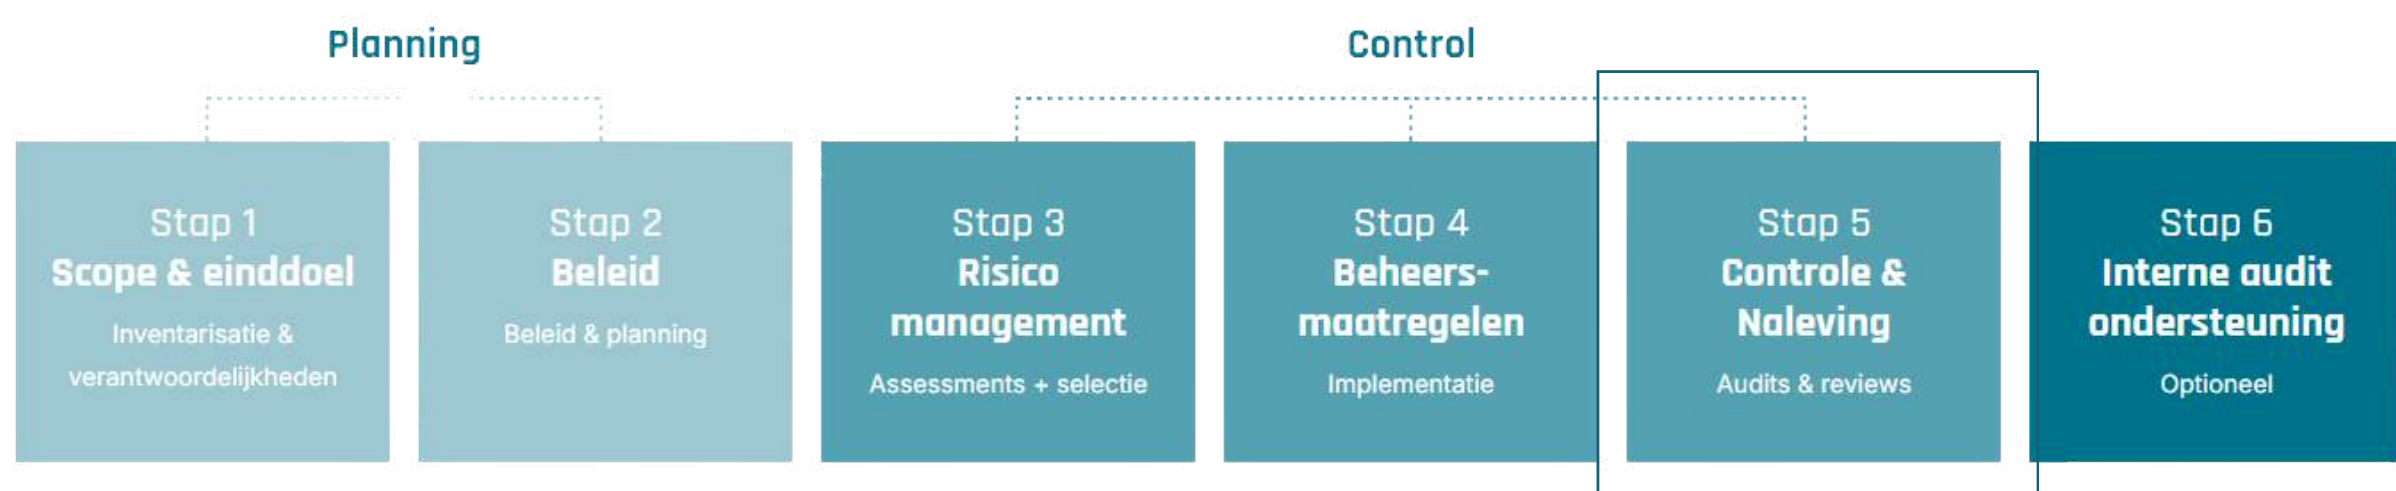 Planning
Control
Stap 1
Scope & einddoel
Inventarisatie &
verantwoordelijkheden
Stap 2
Beleid
Beleid & planning
Stap 3
Risico
management
Assessments + selectie
Stap 4
Beheers-
maatregelen
Implementatie
Stap 5
Controle &
Naleving
Audits & reviews
Stap 6
Interne audit
ondersteuning
Optioneel